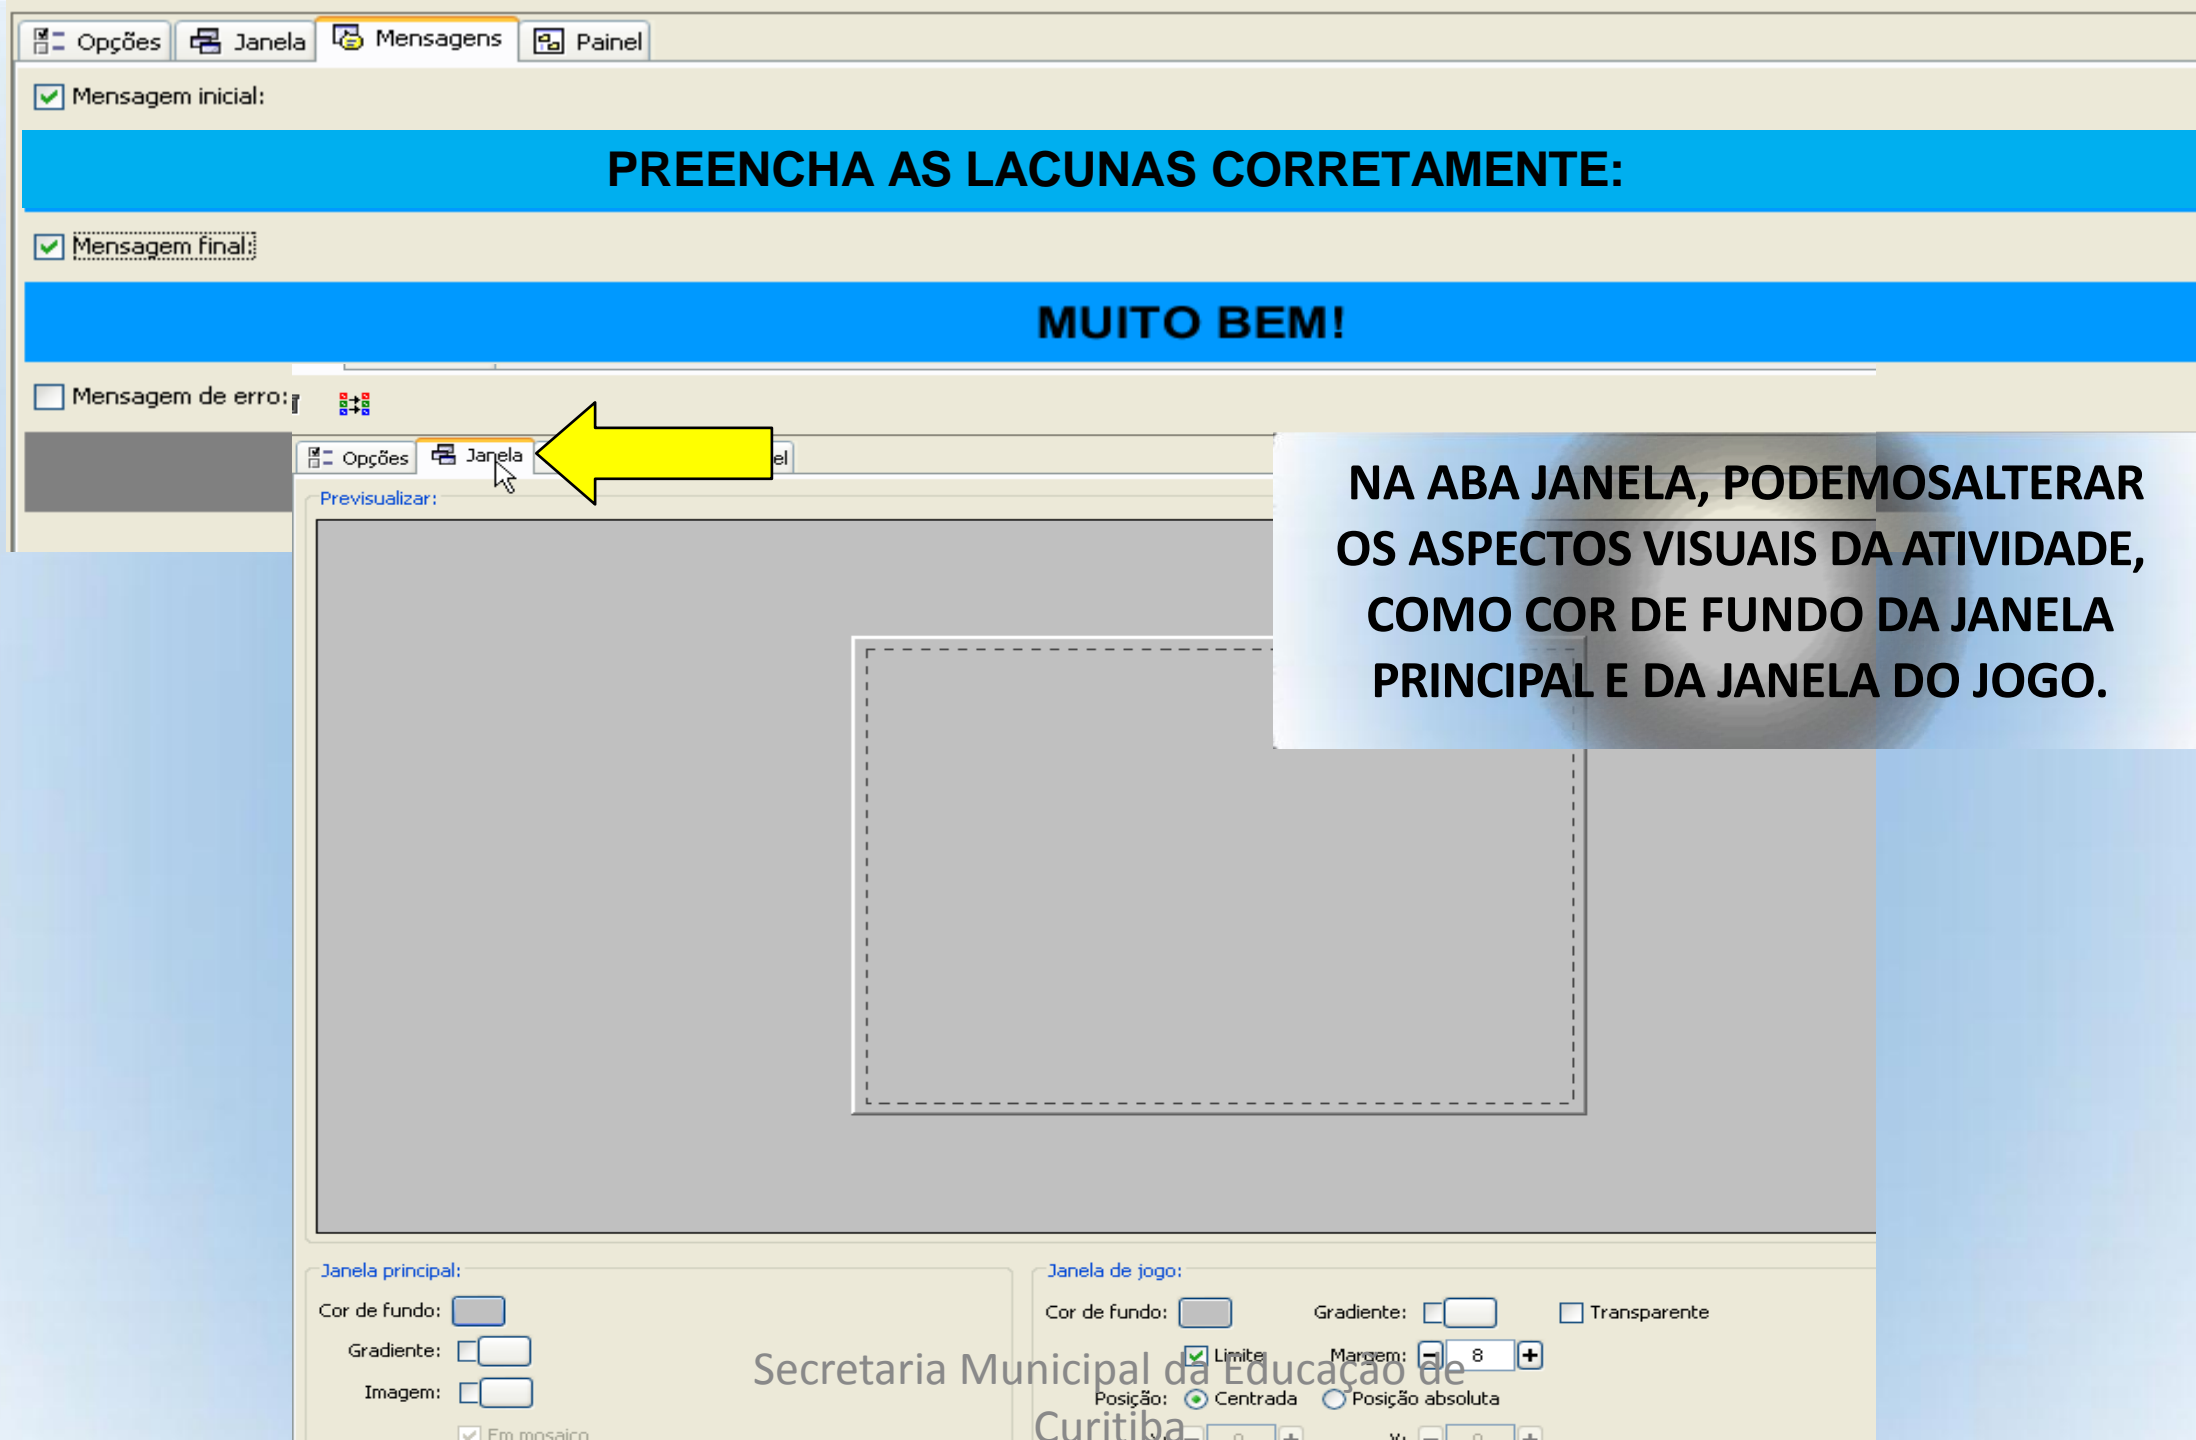 Opções Janela Mensagens Painel
Mensagem inicial:
PREENCHA AS LACUNAS CORRETAMENTE:
Mensagem final:
MUITO BEM!
Mensagem de erro:
Opções Janela el
Previsualizar:
NA ABA JANELA, PODEMOSALTERAR
OS ASPECTOS VISUAIS DA ATIVIDADE,
COMO COR DE FUNDO DA JANELA
PRINCIPAL E DA JANELA DO JOGO.
Janela principal:
Cor de fundo:
Gradiente:
Imagem:
Em mosaico
Janela de jogo:
Cor de fundo: Gradiente: Transparente
Limite Margem: 8
Posição: Centrada Posição absoluta
Secretaria Municipal da Educação de
Curitiba